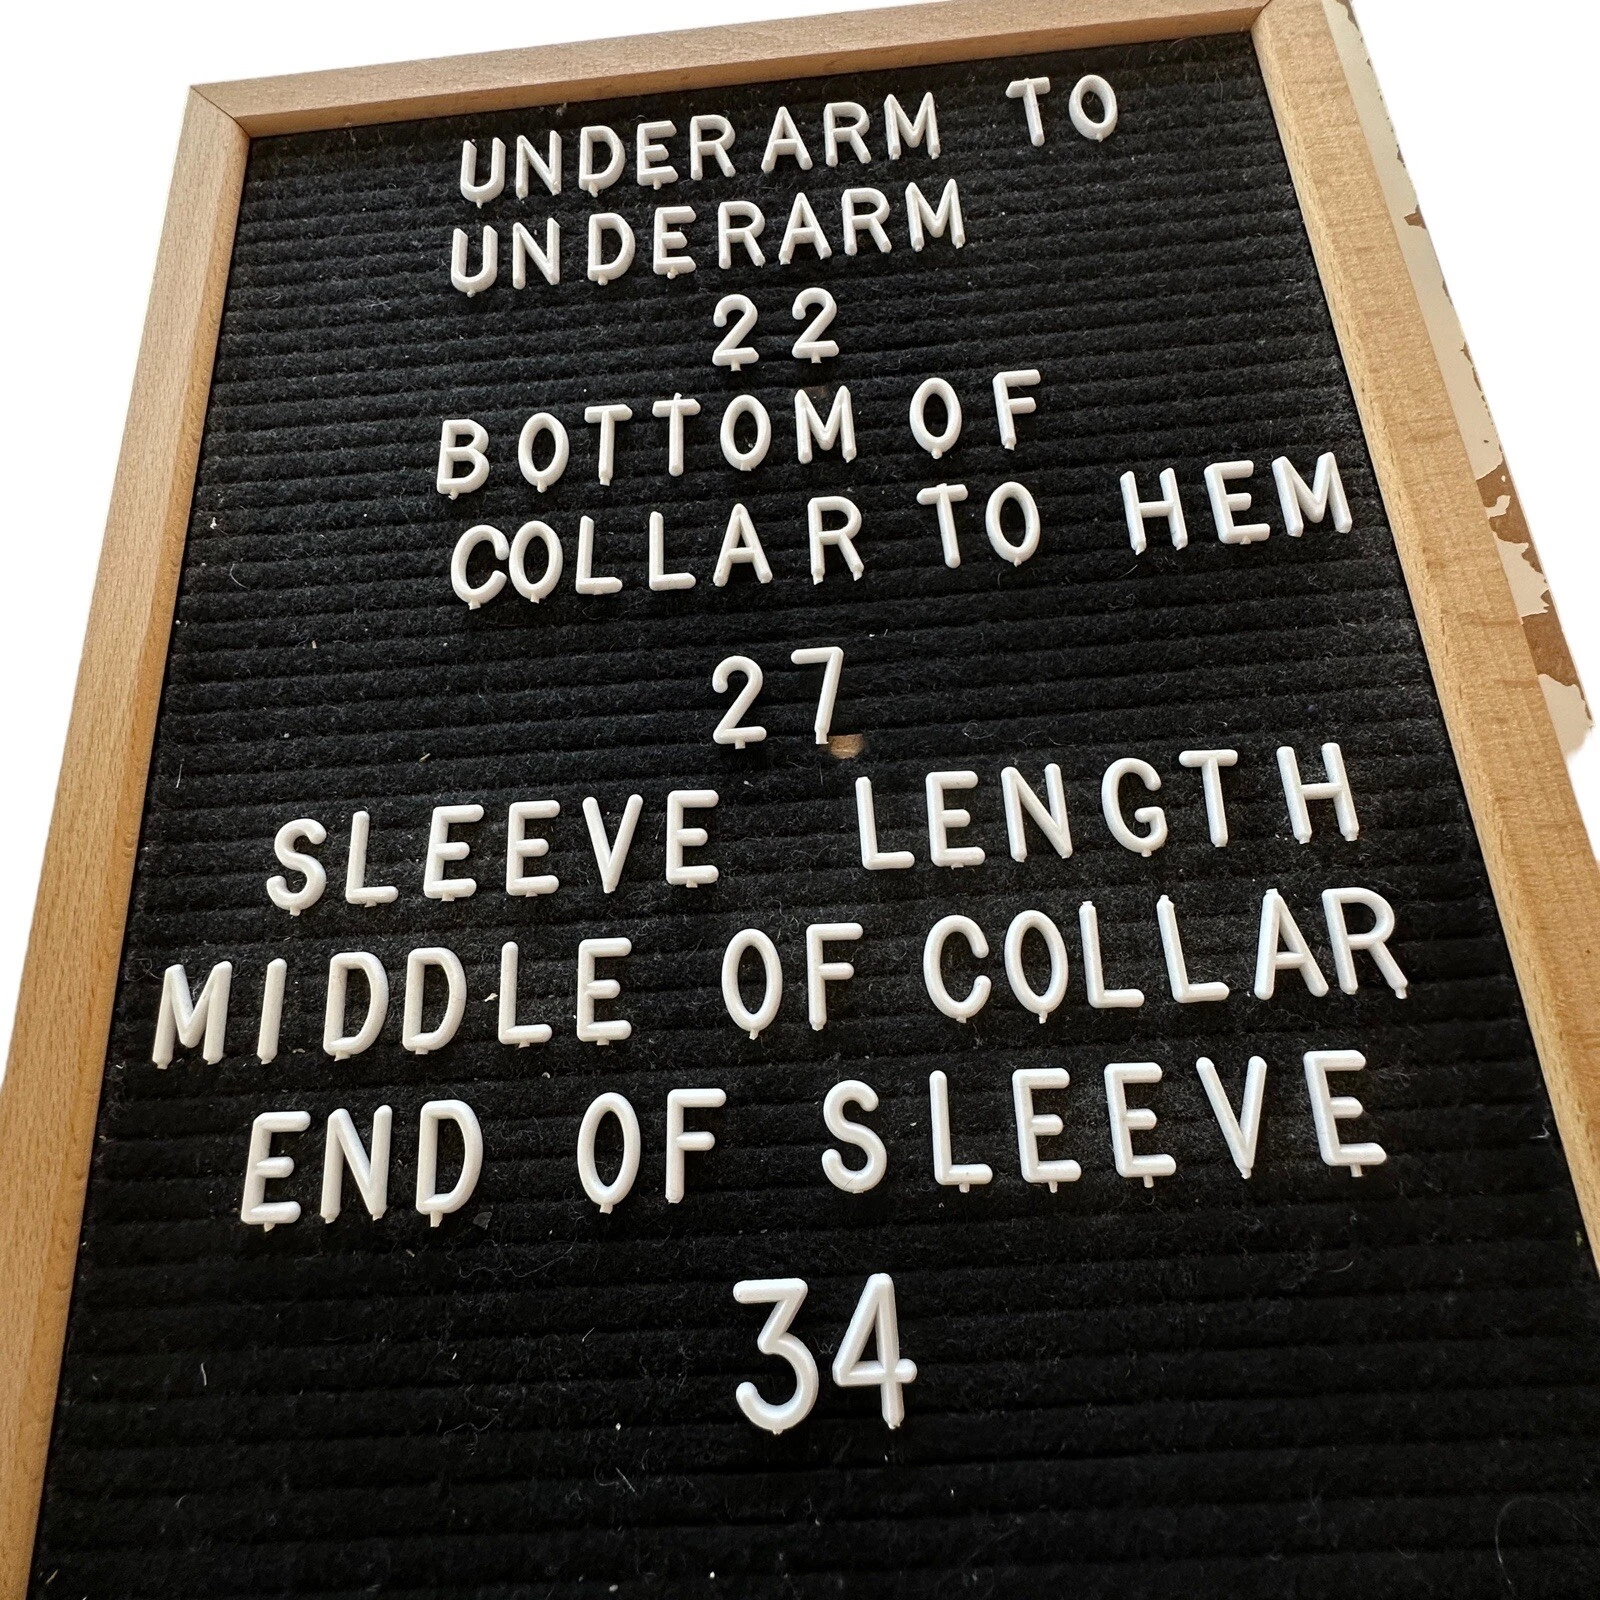 UNDERARM TO
UNDERARM
22
BOTTOM OF
COLLAR TO HEM
27
SLEEVE LENGTH
MIDDLE OF COLLAR
END OF SLEEVE
34